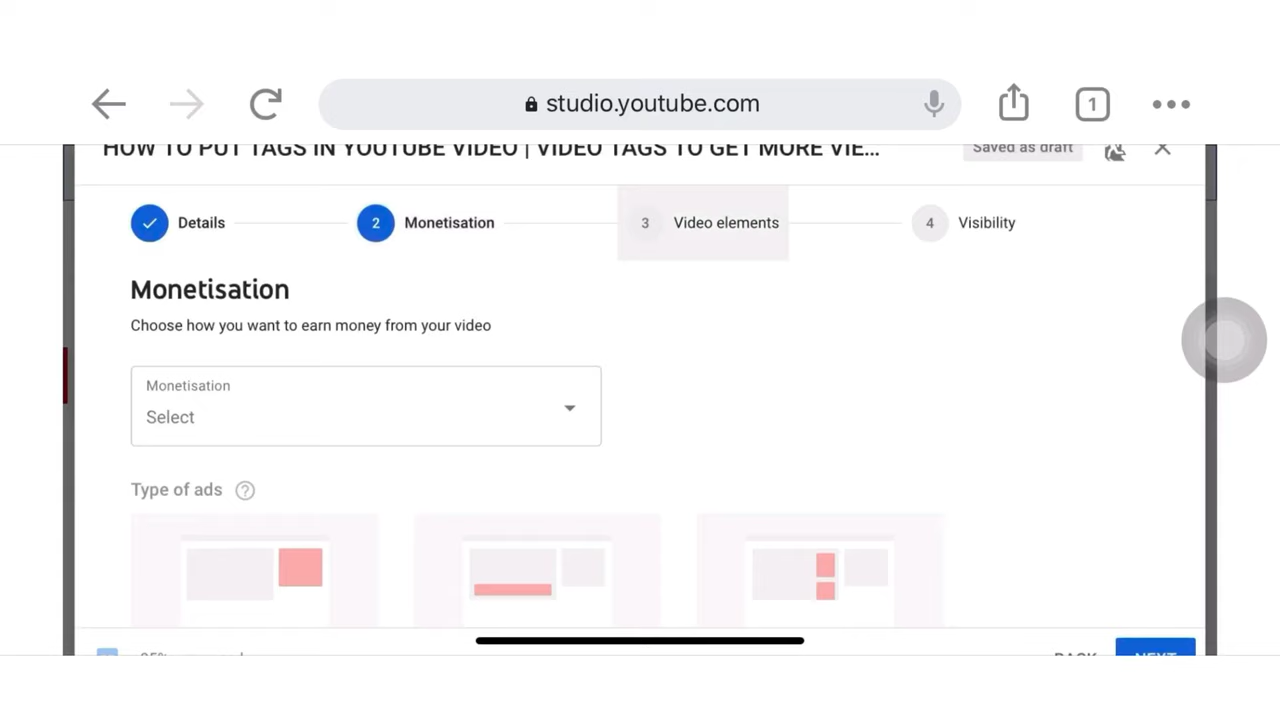 studio.youtube.com
1
HOW TO PUT TAGS IN YOUTUBE VIDEO | VIDEO TAGS TO GET MORE VIE...
Saved as draft
Details
2 Monetisation
3 Video elements
4 Visibility
Monetisation
Choose how you want to earn money from your video
Monetisation
Select
Type of ads ?
BACK
NEXT